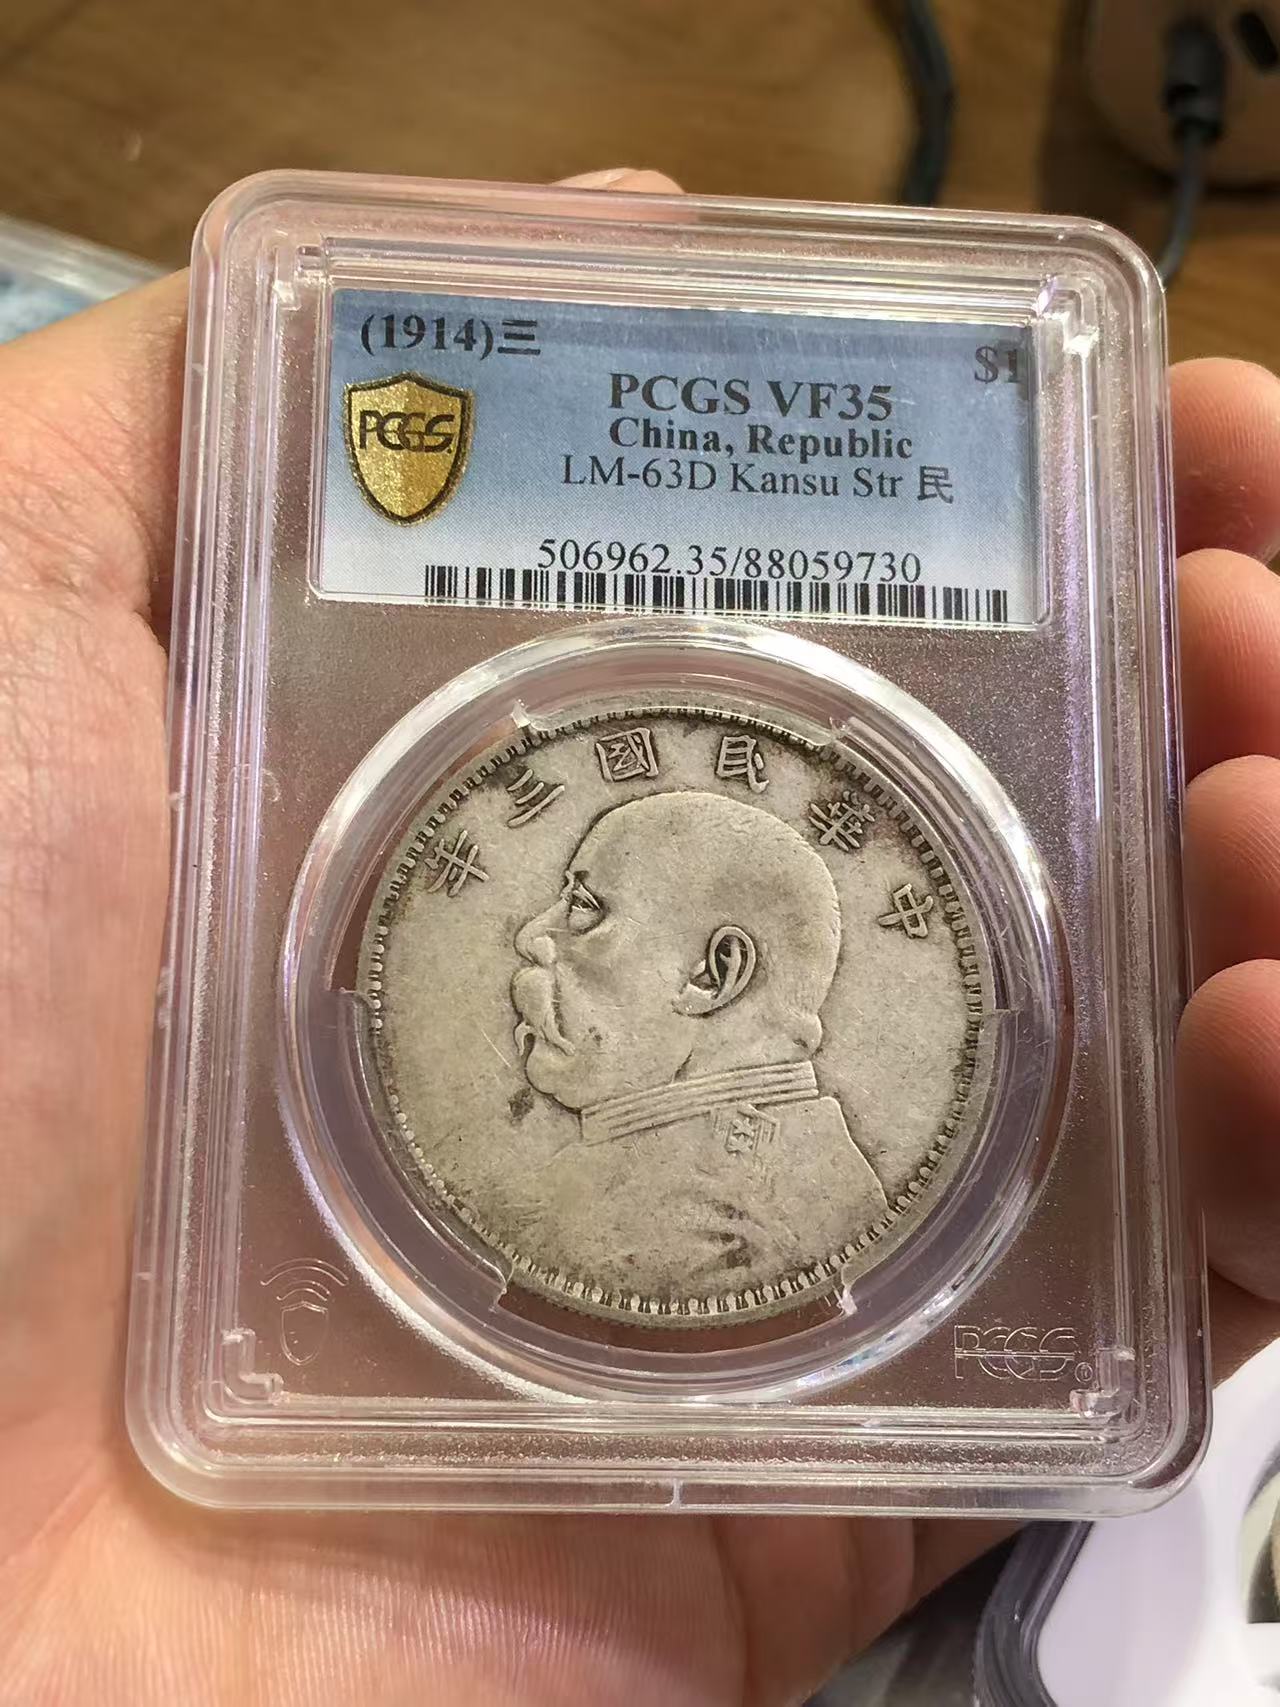 (1914)三
$1
PCGS VF35
PCGS
China, Republic
LM-63D Kansu Str 民
506962.35/88059730
中華民國三年
PCGS